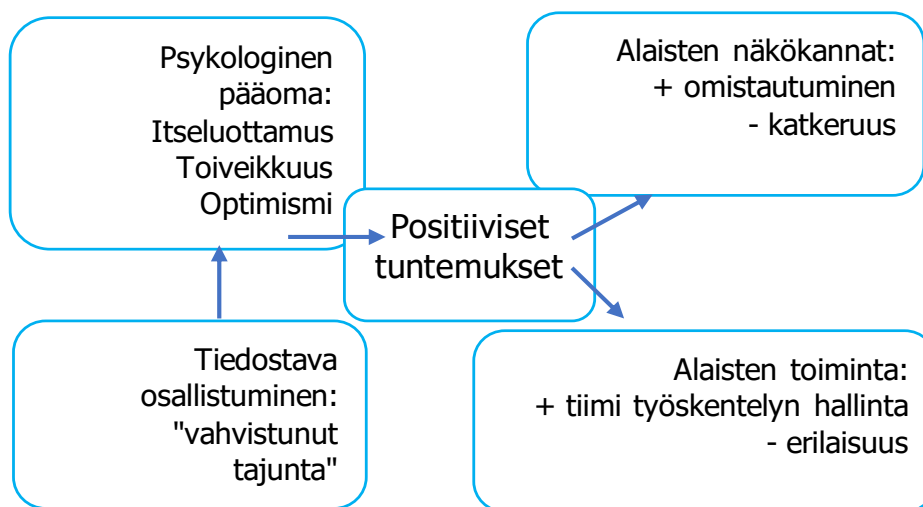 Psykologinen
pääoma:
Itseluottamus
Toiveikkuus
Optimismi
Alaisten näkökannat:
+ omistautuminen
- katkeruus
Positiiviset
tuntemukset
Tiedostava
osallistuminen:
"vahvistunut
tajunta"
Alaisten toiminta:
+ tiimi työskentelyn hallinta
- erilaisuus